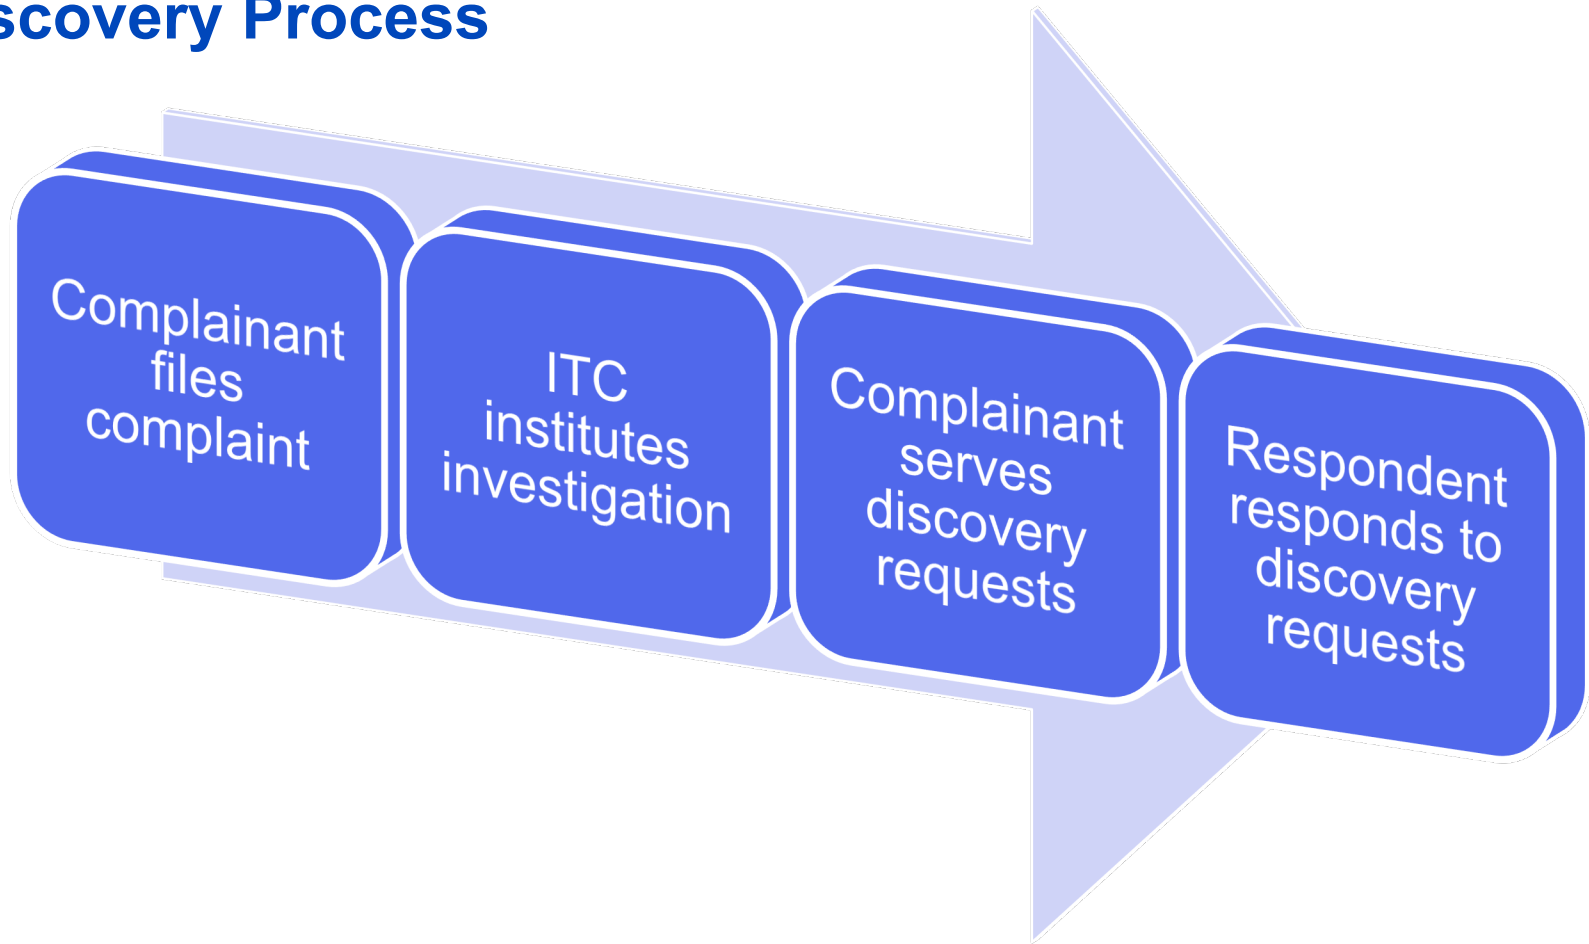 scovery Process
Complainant
files
complaint
ITC
institutes
investigation
Complainant
serves
discovery
requests
Respondent
responds to
discovery
requests